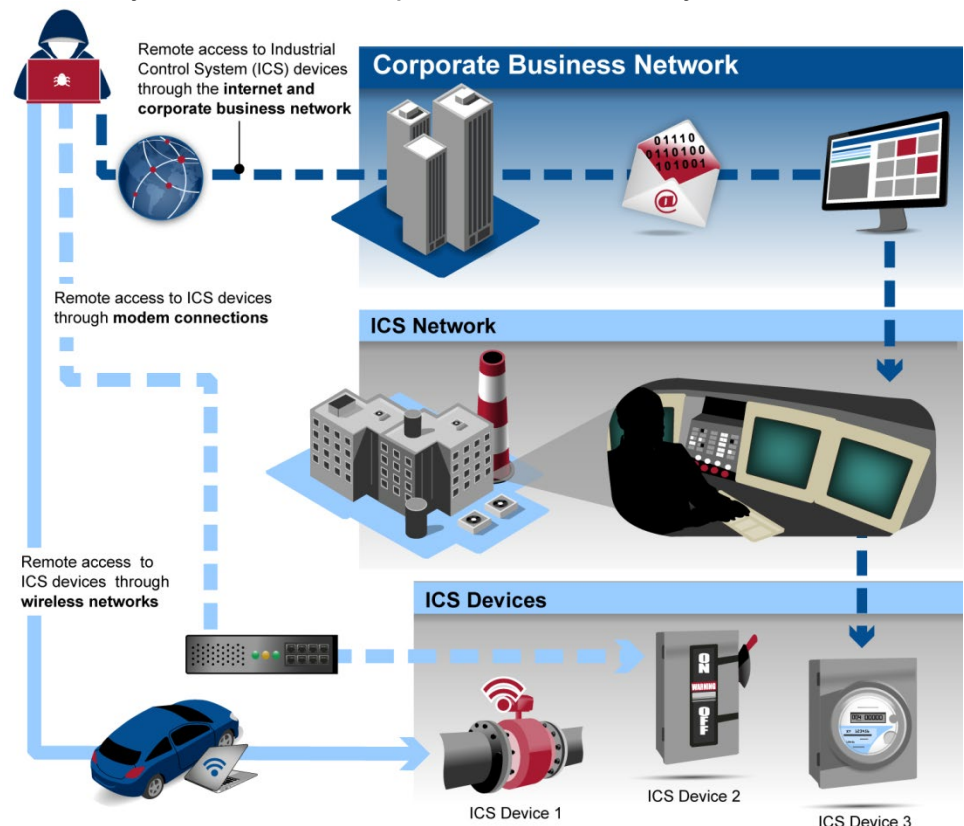 Remote access to Industrial
Control System (ICS) devices
through the internet and
corporate business network
Corporate Business Network
01110
0110100
101001
@
Remote access to ICS devices
through modem connections
ICS Network
Remote access to
ICS devices through
wireless networks
ICS Devices
ON
WARNING
OFF
ICS Device 1
ICS Device 2
ICS Device 3